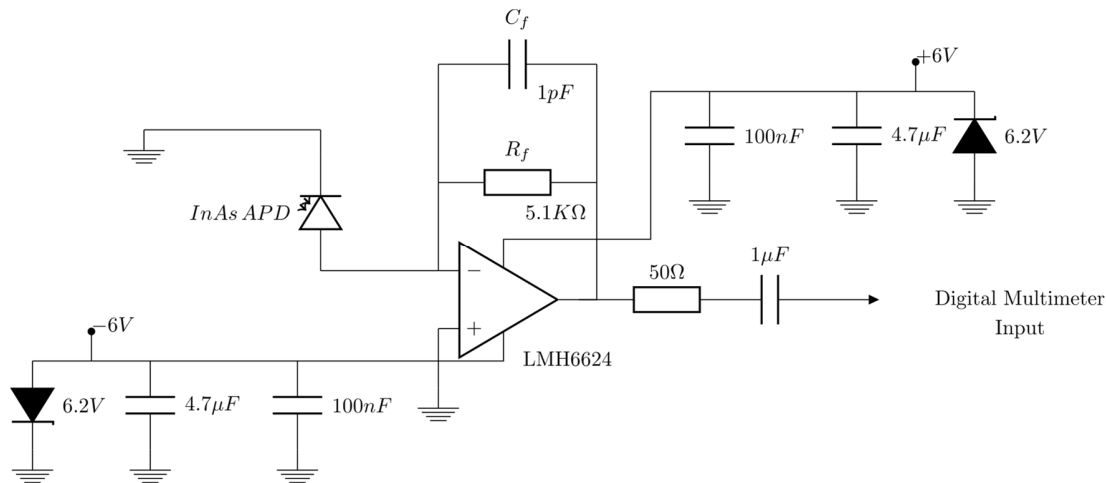 C_f
1pF
+6V
100nF
4.7μF
6.2V
R_f
InAs APD
5.1KΩ
−
1μF
50Ω
Digital Multimeter
Input
−6V
+
LMH6624
6.2V
4.7μF
100nF